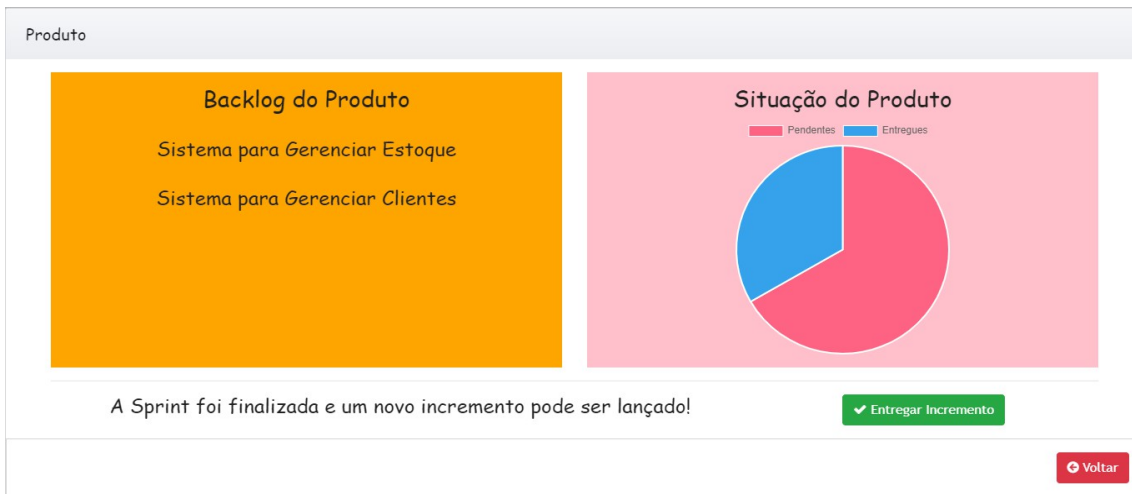 Produto
Backlog do Produto
Sistema para Gerenciar Estoque
Sistema para Gerenciar Clientes
Situação do Produto
Pendentes Entregues
A Sprint foi finalizada e um novo incremento pode ser lançado!
Entregar Incremento
Voltar